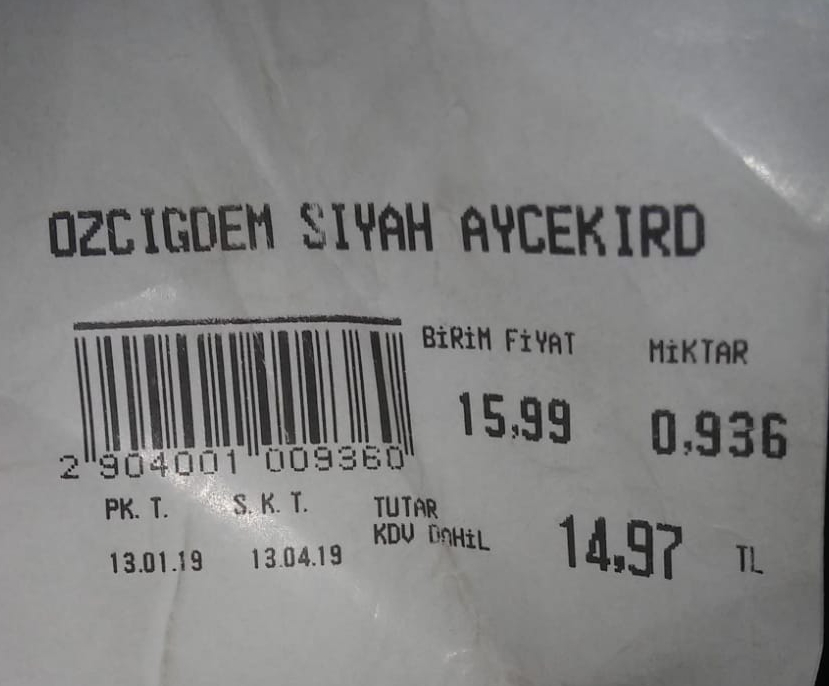 OZCIGDEM SIYAH AYCEKIRD
BİRİM FİYAT MİKTAR
15,99 0,936
2 904001 009360
PK. T. S. K. T. TUTAR
KDV DAHİL
13.01.19 13.04.19 14,97 TL